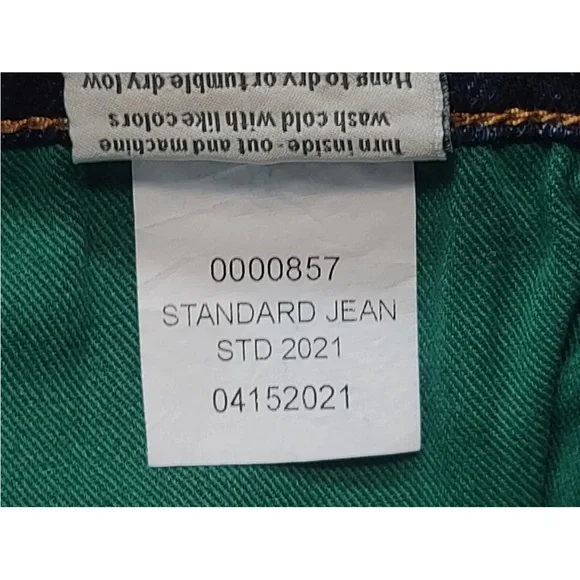 Turn inside - out and machine
wash cold with like colors
Hang to dry or tumble dry low
0000857
STANDARD JEAN
STD 2021
04152021